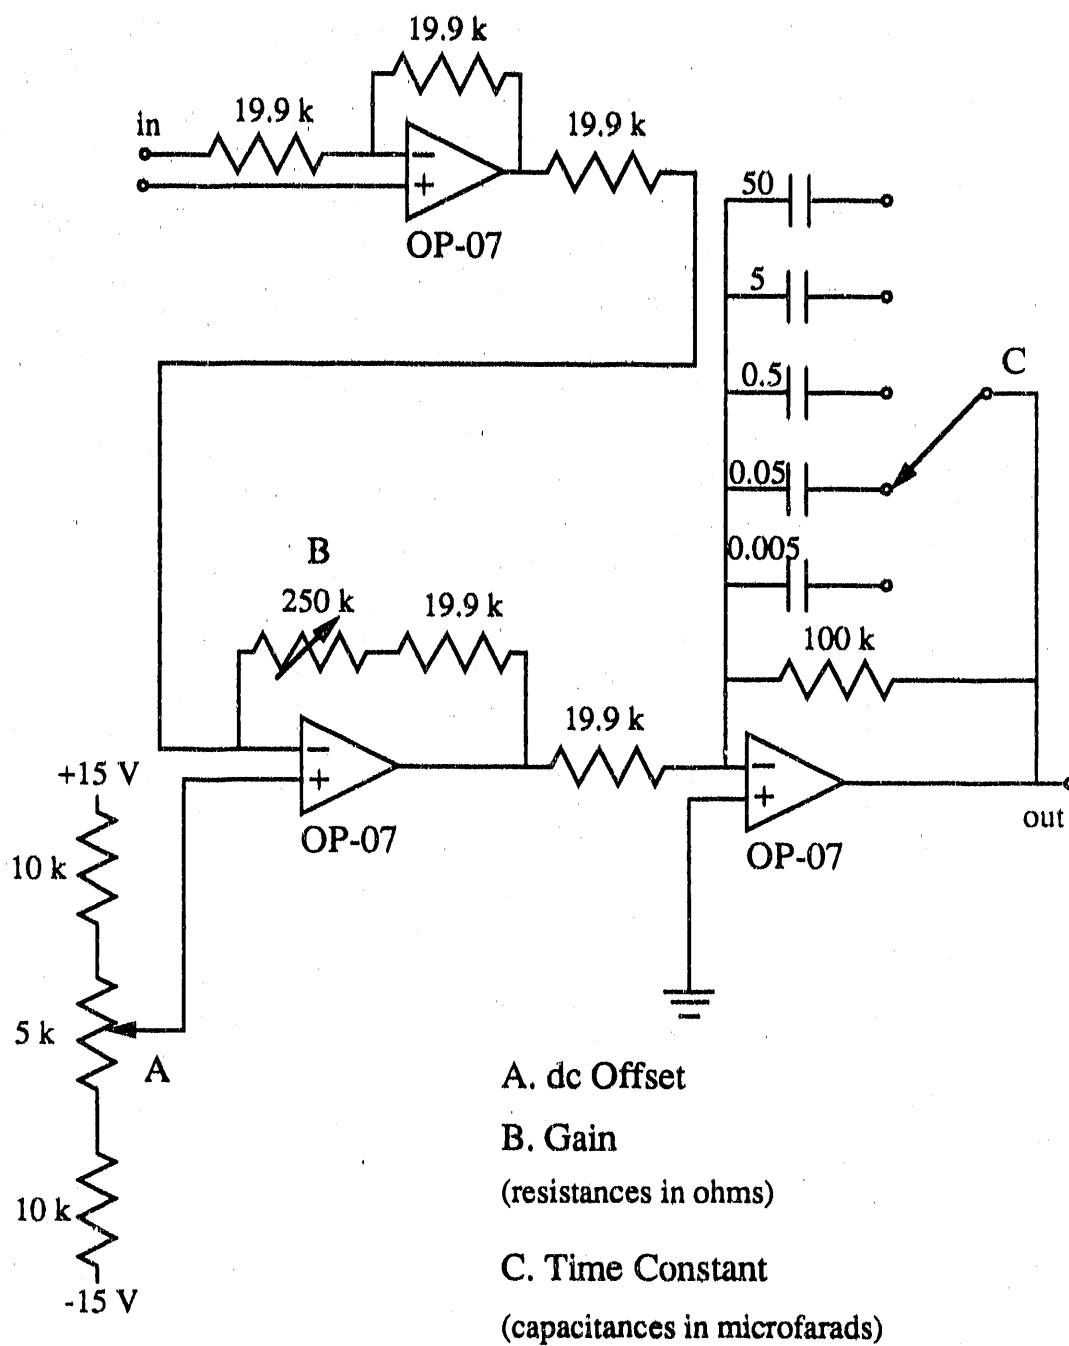 19.9 k
in
19.9 k
19.9 k
−
+
OP-07
50
5
0.5
C
0.05
0.005
B
250 k
19.9 k
100 k
19.9 k
+15 V
−
+
−
+
OP-07
OP-07
out
10 k
5 k
A
10 k
-15 V
A. dc Offset
B. Gain
(resistances in ohms)
C. Time Constant
(capacitances in microfarads)